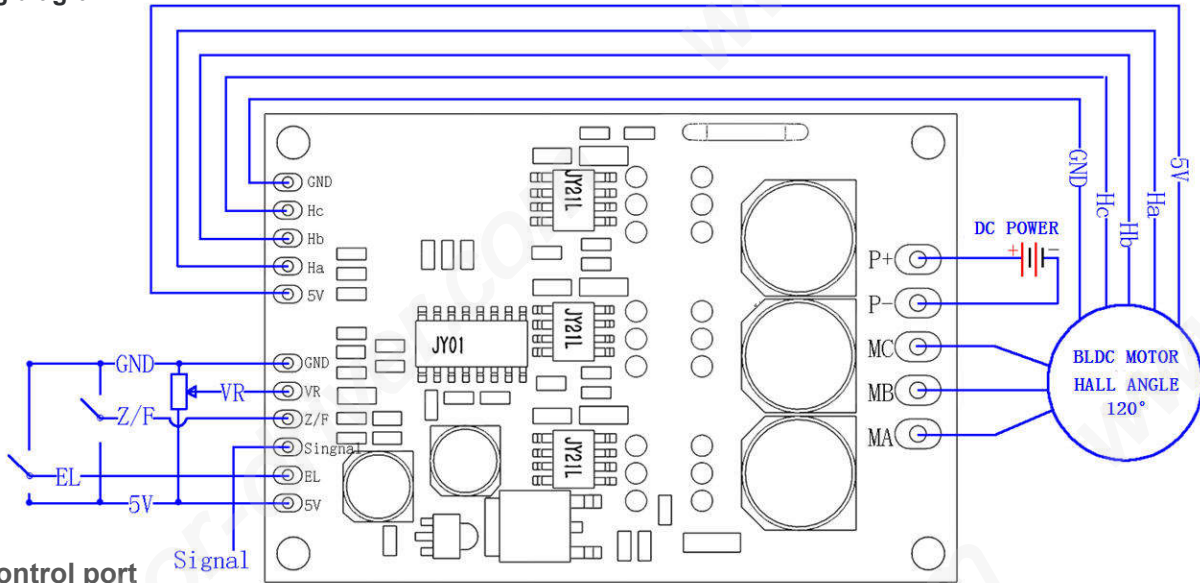 GND
Hc
Hb
Ha
5V
GND
VR
Z/F
Singnal
EL
5V
GND
VR
Z/F
EL
5V
Signal
JY01
JY21L
JY21L
JY21L
P+
P-
MC
MB
MA
DC POWER
+ -
GND
Hc
Hb
Ha
5V
BLDC MOTOR
HALL ANGLE
120°
ontrol port